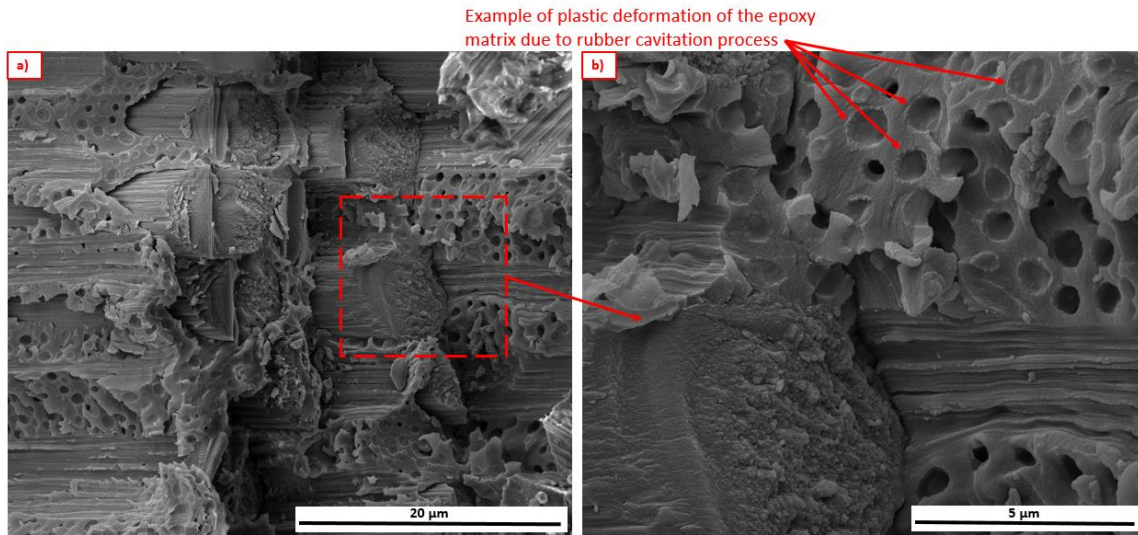 Example of plastic deformation of the epoxy
matrix due to rubber cavitation process
a)
b)
20 µm
5 µm